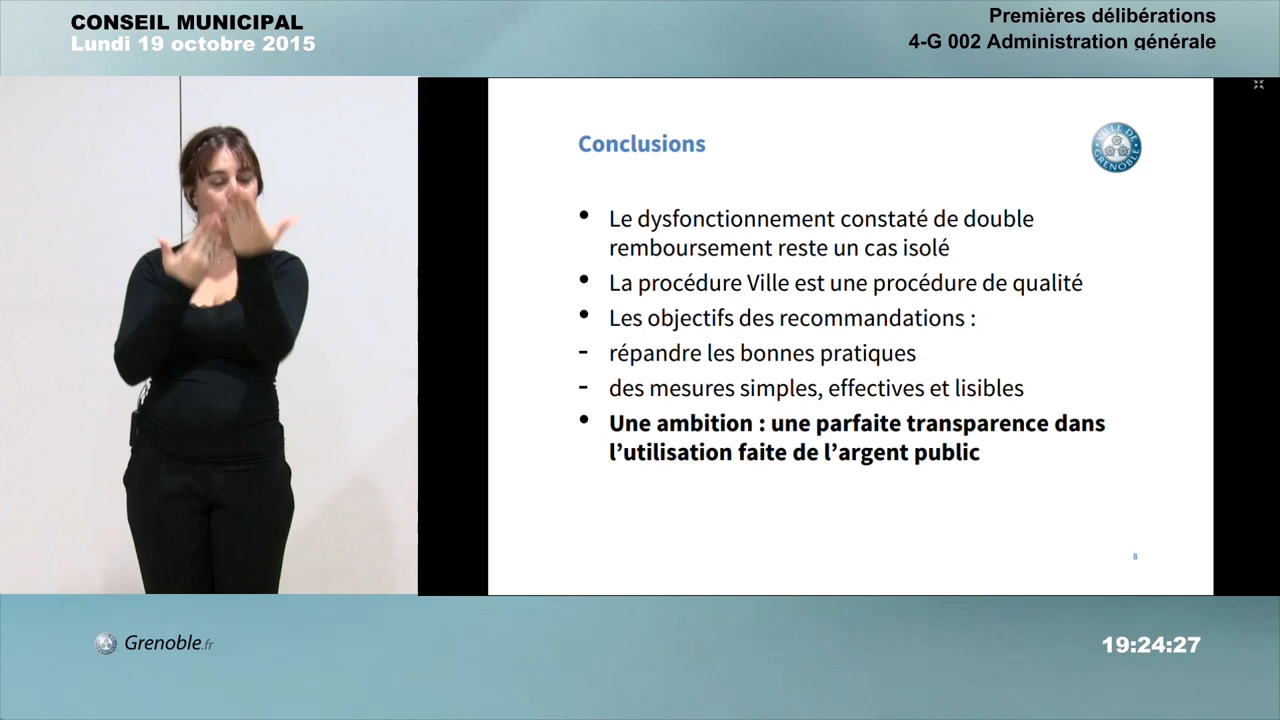 CONSEIL MUNICIPAL
Lundi 19 octobre 2015
Premières délibérations
4-G 002 Administration générale
Conclusions
VILLE DE GRENOBLE
• Le dysfonctionnement constaté de double
remboursement reste un cas isolé
• La procédure Ville est une procédure de qualité
• Les objectifs des recommandations :
- répandre les bonnes pratiques
- des mesures simples, effectives et lisibles
• Une ambition : une parfaite transparence dans
l’utilisation faite de l’argent public
8
Grenoble.fr
19:24:27